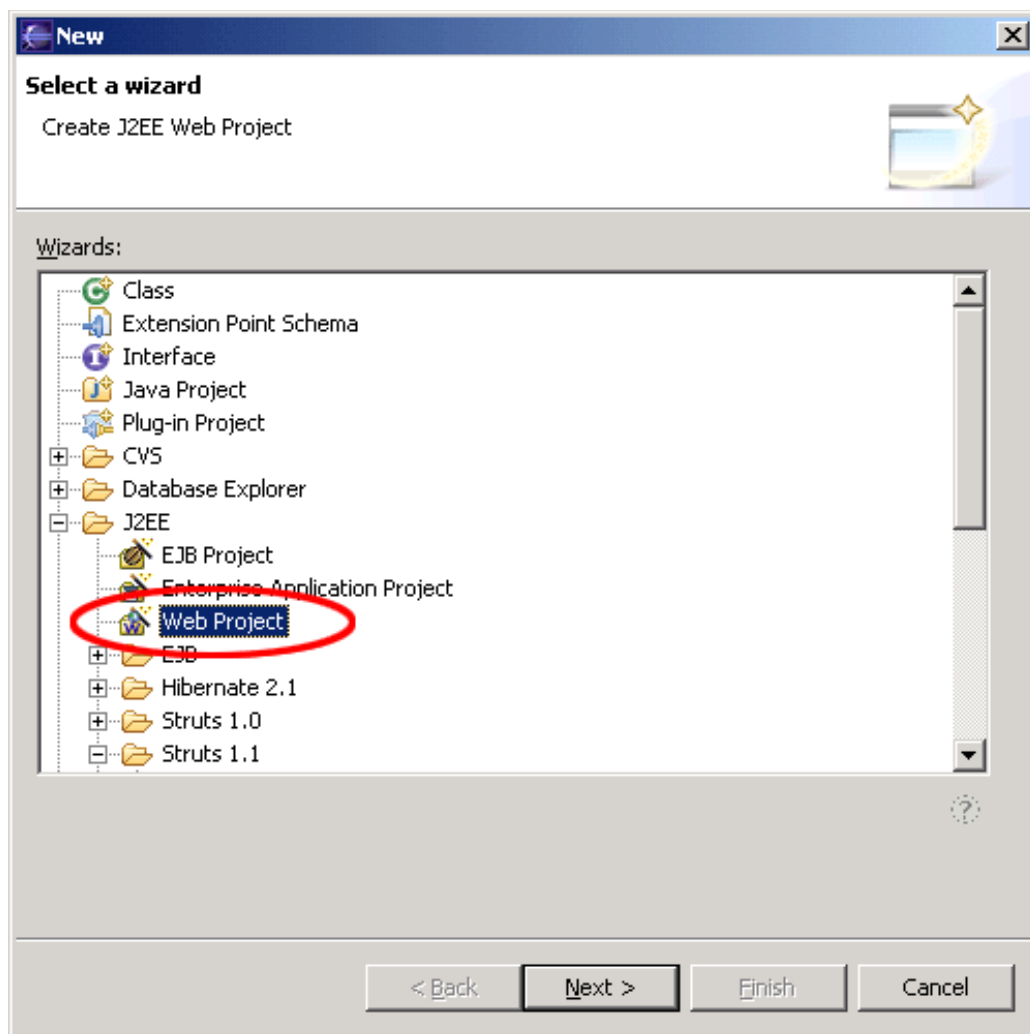 New
Select a wizard
Create J2EE Web Project
Wizards:
Class
Extension Point Schema
Interface
Java Project
Plug-in Project
CVS
Database Explorer
J2EE
EJB Project
Enterprise Application Project
Web Project
EJB
Hibernate 2.1
Struts 1.0
Struts 1.1
< Back Next > Finish Cancel